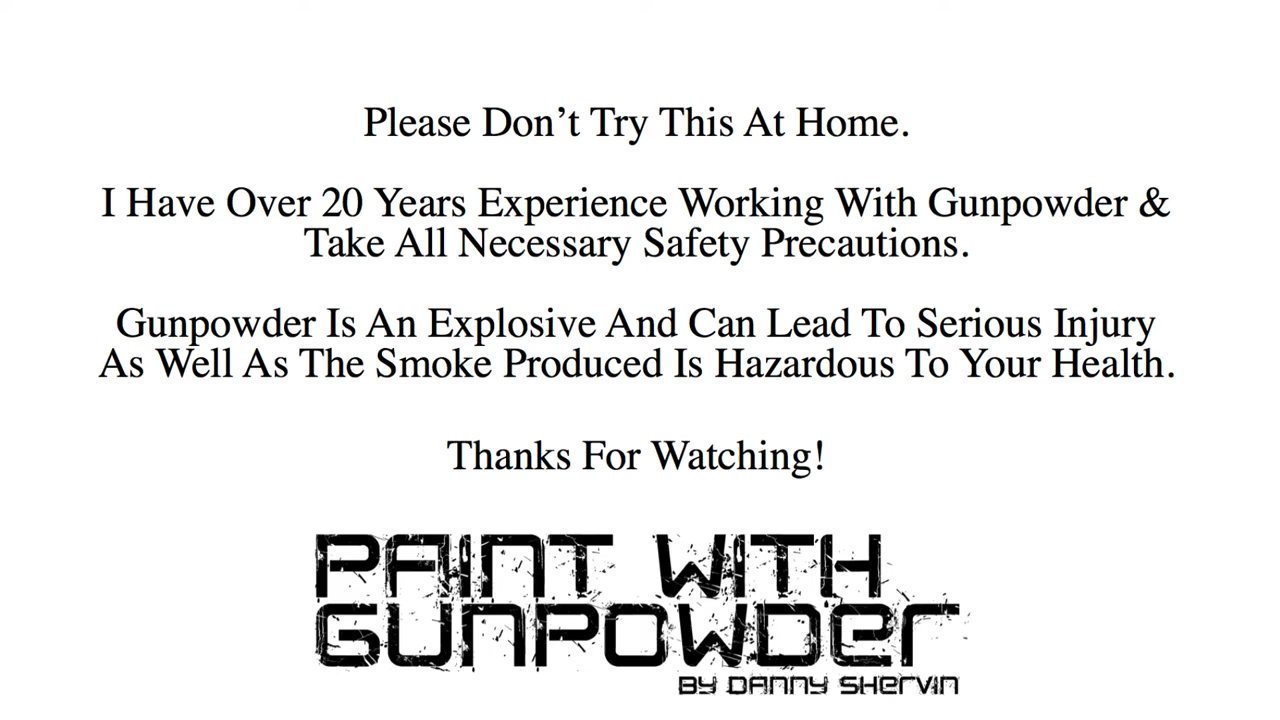 Please Don’t Try This At Home.
I Have Over 20 Years Experience Working With Gunpowder &
Take All Necessary Safety Precautions.
Gunpowder Is An Explosive And Can Lead To Serious Injury
As Well As The Smoke Produced Is Hazardous To Your Health.
Thanks For Watching!
PAINT WITH
GUNPOWDER
BY DANNY SHERVIN